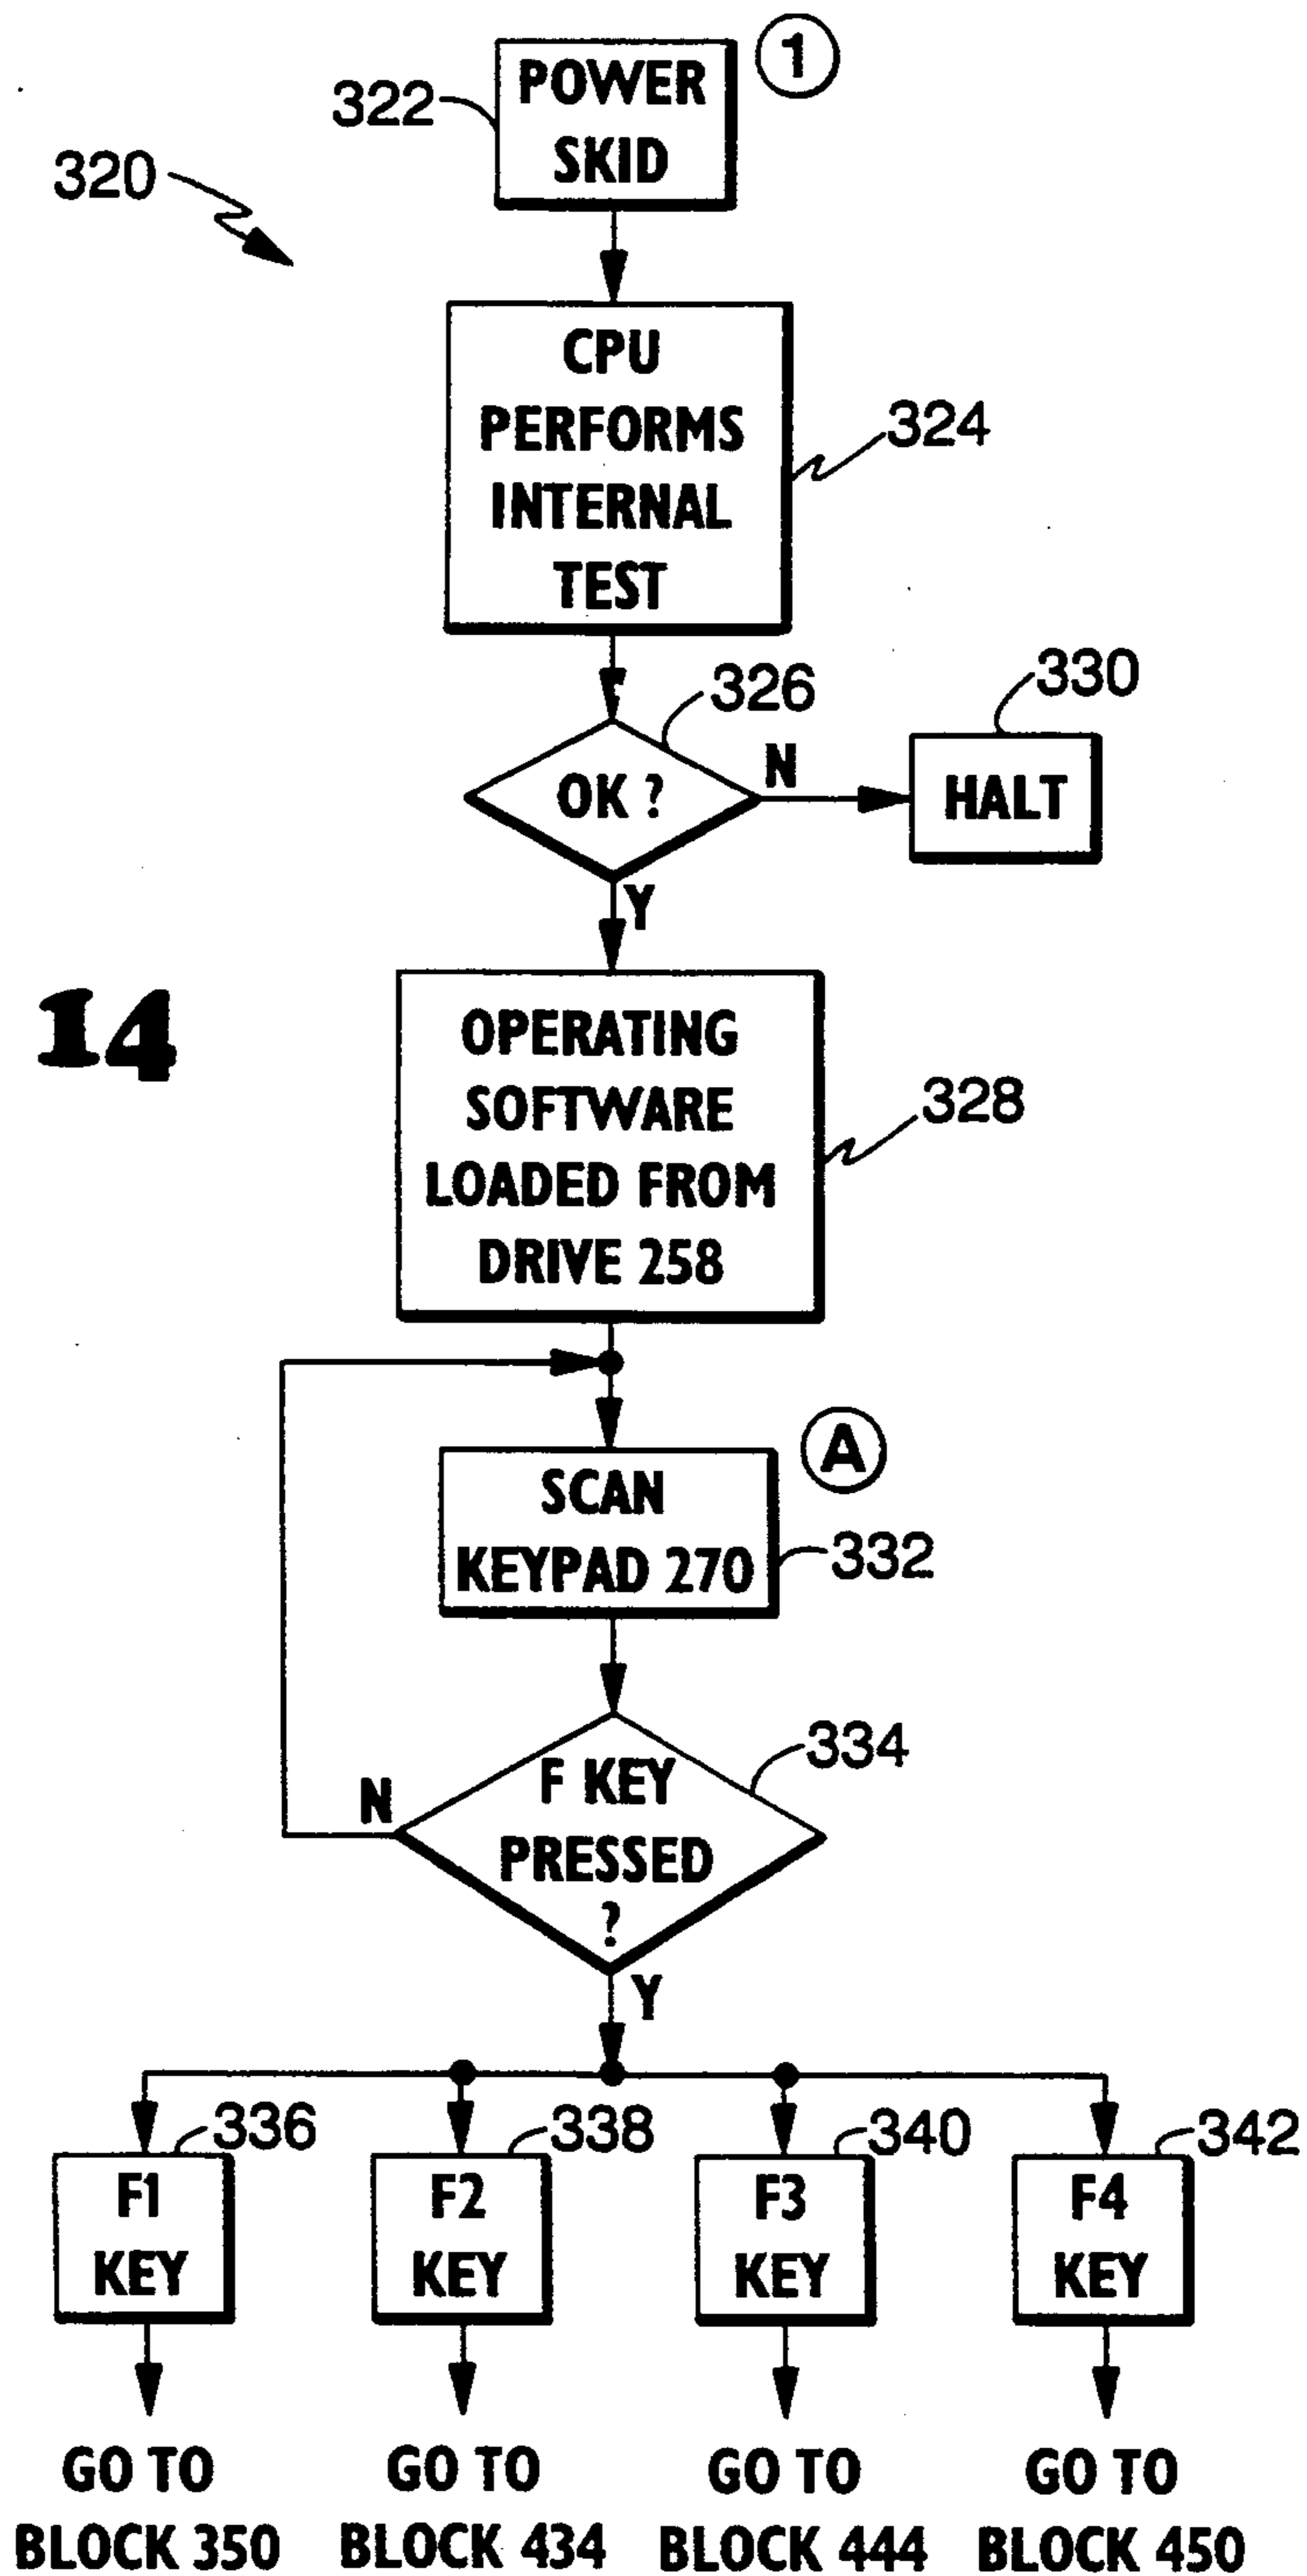 1
POWER
SKID
322
320
CPU
PERFORMS
INTERNAL
TEST
324
326
330
OK ?
N
HALT
Y
14
OPERATING
SOFTWARE
LOADED FROM
DRIVE 258
328
A
SCAN
KEYPAD 270
332
334
F KEY
PRESSED
?
N
Y
336
338
340
342
F1
KEY
F2
KEY
F3
KEY
F4
KEY
GO TO
BLOCK 350
GO TO
BLOCK 434
GO TO
BLOCK 444
GO TO
BLOCK 450